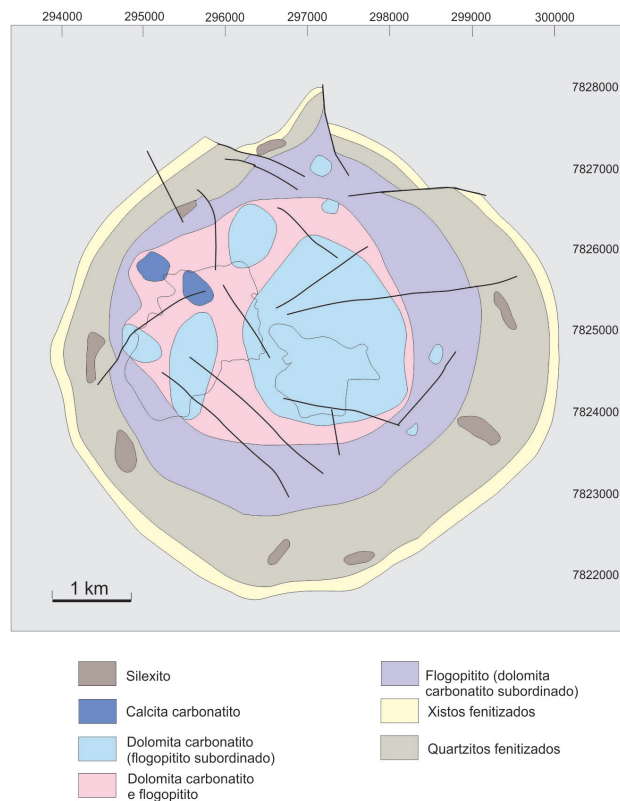 294000 295000 296000 297000 298000 299000 300000
7828000
7827000
7826000
7825000
7824000
7823000
7822000
1 km
Silexito
Calcita carbonatito
Dolomita carbonatito
(flogopitito subordinado)
Dolomita carbonatito
e flogopitito
Flogopitito (dolomita
carbonatito subordinado)
Xistos fenitizados
Quartzitos fenitizados